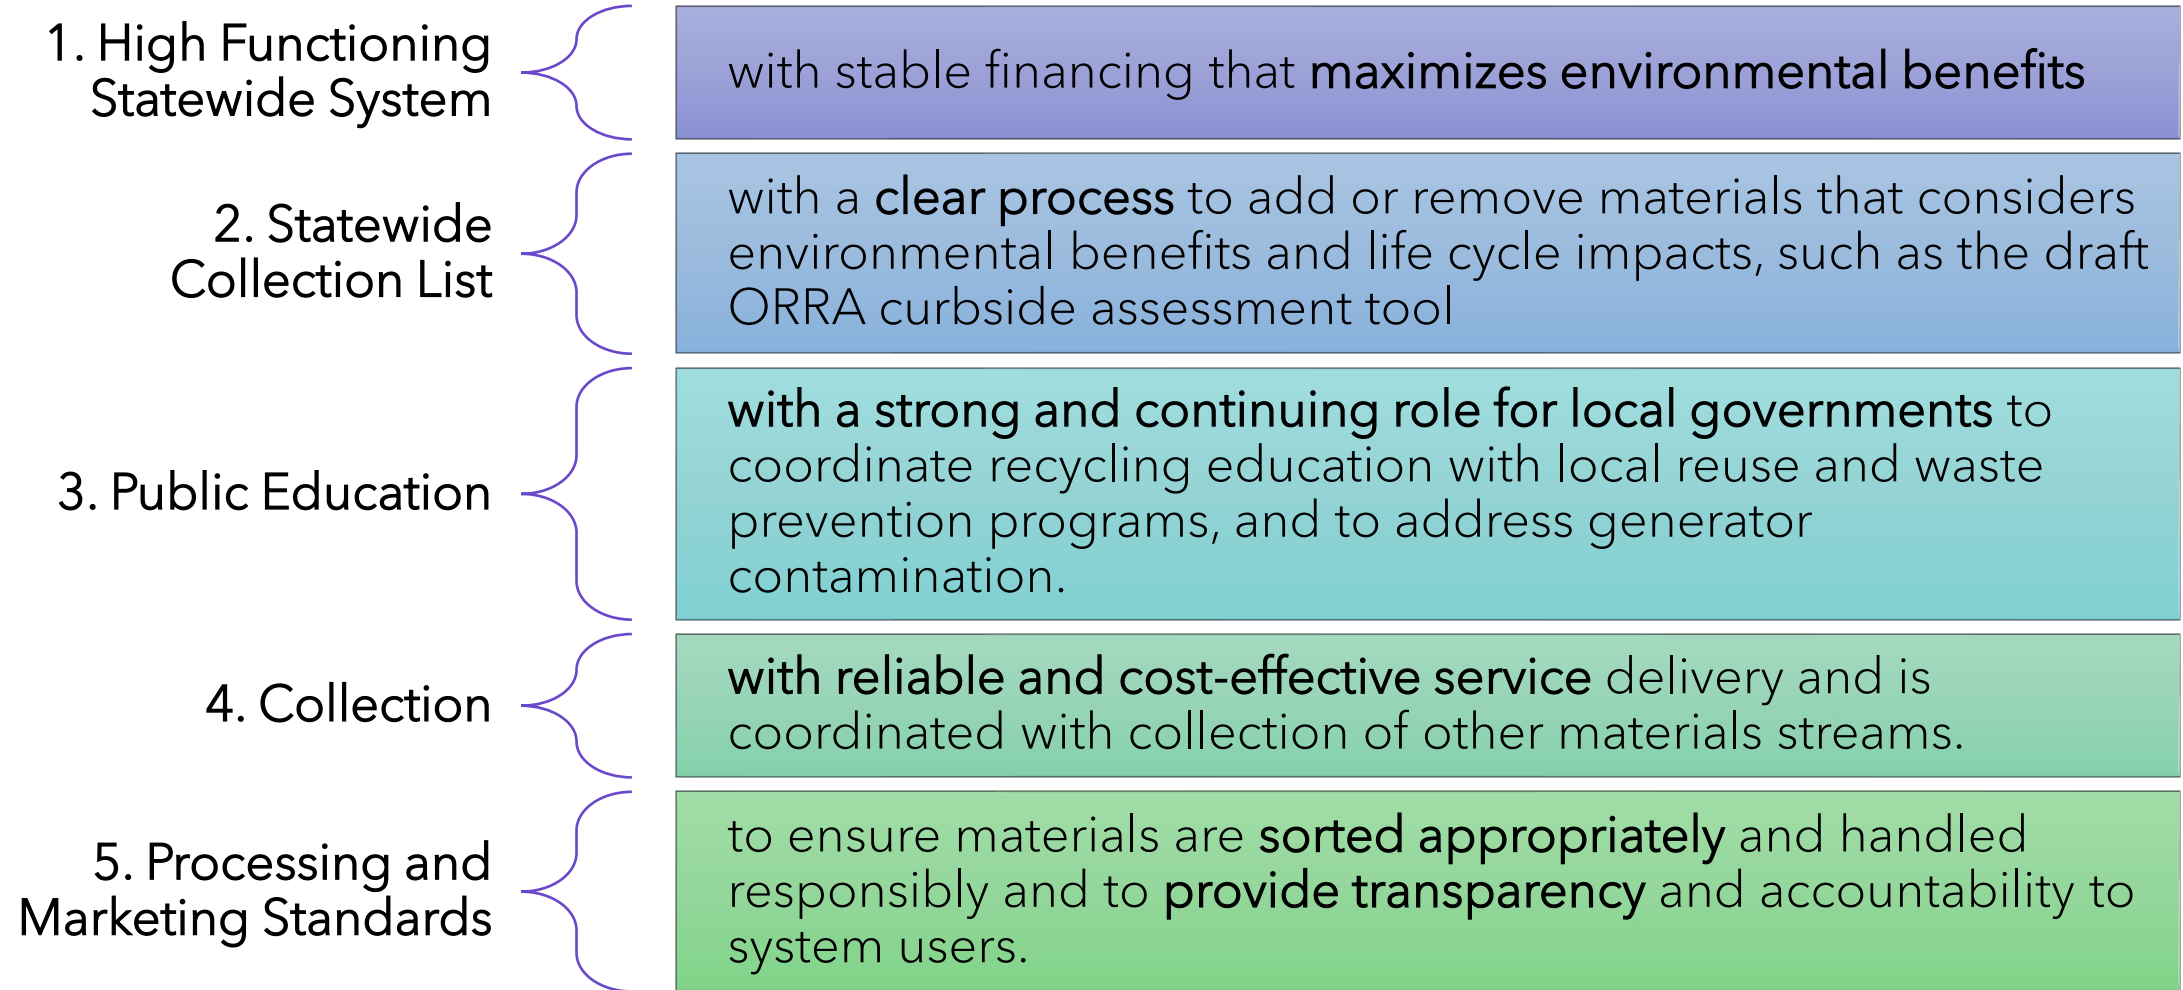 1. High Functioning
Statewide System
with stable financing that maximizes environmental benefits
2. Statewide
Collection List
with a clear process to add or remove materials that considers
environmental benefits and life cycle impacts, such as the draft
ORRA curbside assessment tool
3. Public Education
with a strong and continuing role for local governments to
coordinate recycling education with local reuse and waste
prevention programs, and to address generator
contamination.
4. Collection
with reliable and cost-effective service delivery and is
coordinated with collection of other materials streams.
5. Processing and
Marketing Standards
to ensure materials are sorted appropriately and handled
responsibly and to provide transparency and accountability to
system users.